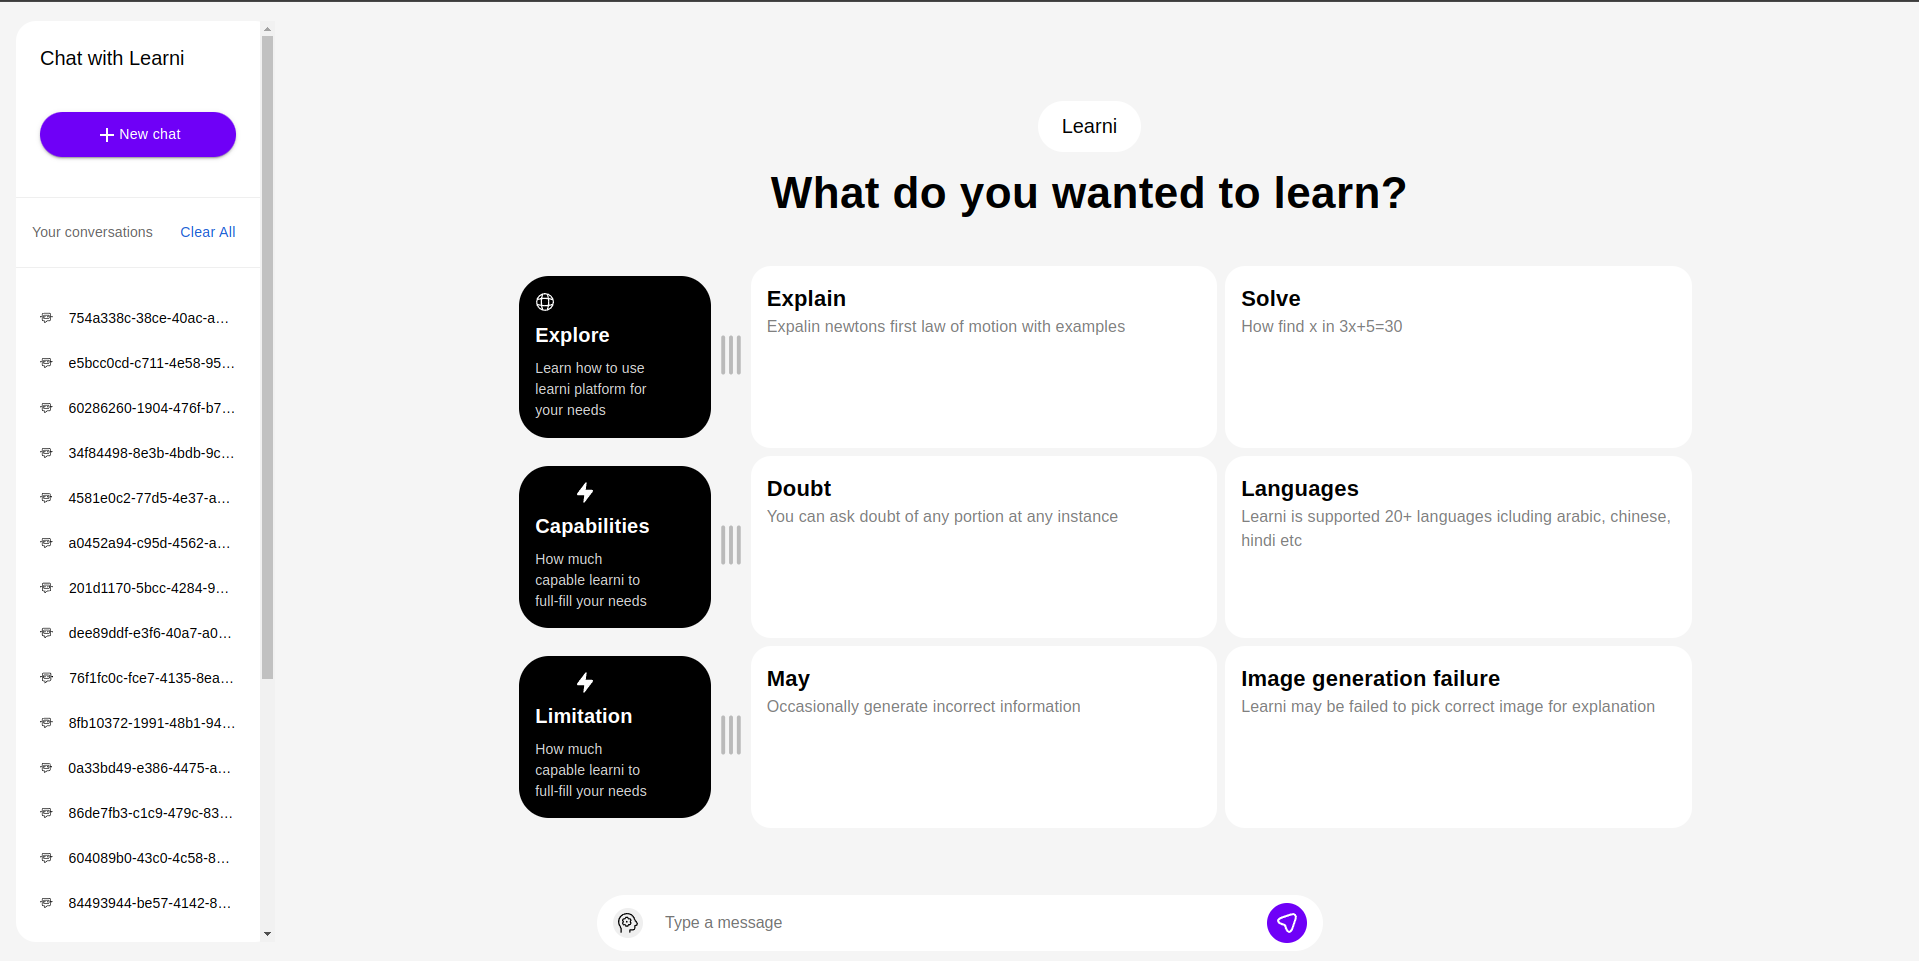 Chat with Learni
New chat
Your conversations Clear All
754a338c-38ce-40ac-a...
e5bcc0cd-c711-4e58-95...
60286260-1904-476f-b7...
34f84498-8e3b-4bdb-9c...
4581e0c2-77d5-4e37-a...
a0452a94-c95d-4562-a...
201d1170-5bcc-4284-9...
dee89ddf-e3f6-40a7-a0...
76f1fc0c-fce7-4135-8ea...
8fb10372-1991-48b1-94...
0a33bd49-e386-4475-a...
86de7fb3-c1c9-479c-83...
604089b0-43c0-4c58-8...
84493944-be57-4142-8...
Learni
What do you wanted to learn?
Explore
Learn how to use
learni platform for
your needs
Explain
Expalin newtons first law of motion with examples
Solve
How find x in 3x+5=30
Capabilities
How much
capable learni to
full-fill your needs
Doubt
You can ask doubt of any portion at any instance
Languages
Learni is supported 20+ languages icluding arabic, chinese,
hindi etc
Limitation
How much
capable learni to
full-fill your needs
May
Occasionally generate incorrect information
Image generation failure
Learni may be failed to pick correct image for explanation
Type a message